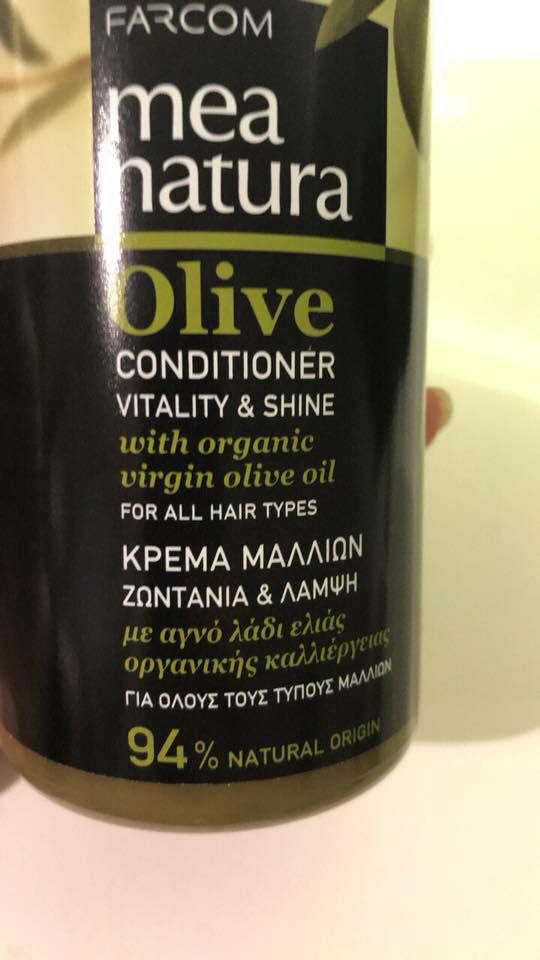 FARCOM
mea
natura
Olive
CONDITIONER
VITALITY & SHINE
with organic
virgin olive oil
FOR ALL HAIR TYPES
ΚΡΕΜΑ ΜΑΛΛΙΩΝ
ΖΩΝΤΑΝΙΑ & ΛΑΜΨΗ
με αγνό λάδι ελιάς
οργανικής καλλιέργειας
ΓΙΑ ΟΛΟΥΣ ΤΟΥΣ ΤΥΠΟΥΣ ΜΑΛΛΙΩΝ
94% NATURAL ORIGIN